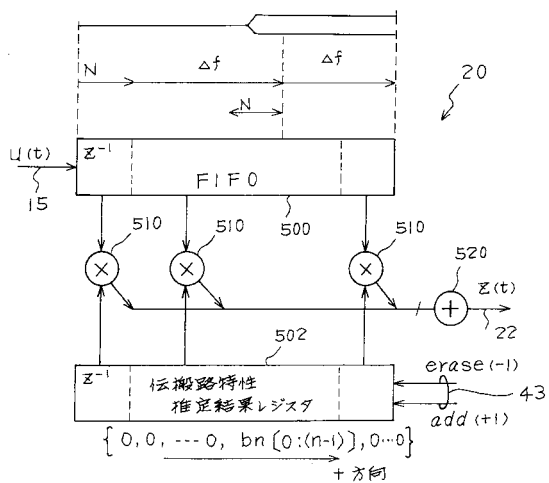 N
Δf
Δf
N
20
U(t)
15
Z⁻¹
FIFO
500
510
510
510
520
Z(t)
22
502
Z⁻¹
伝搬路特性
推定結果レジスタ
erase(-1)
add(+1)
43
{0,0, ---0, bn[0:(n-1)],0…0}
+方向